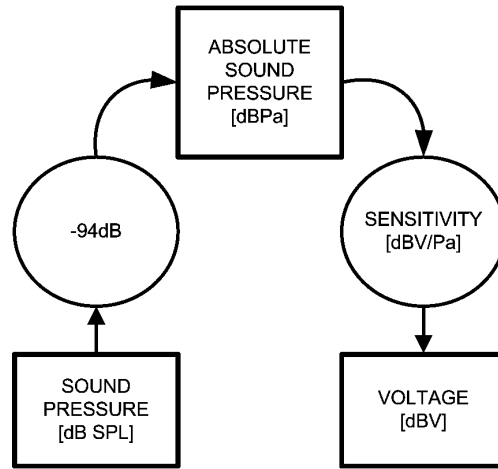 ABSOLUTE
SOUND
PRESSURE
[dBPa]
-94dB
SENSITIVITY
[dBV/Pa]
SOUND
PRESSURE
[dB SPL]
VOLTAGE
[dBV]